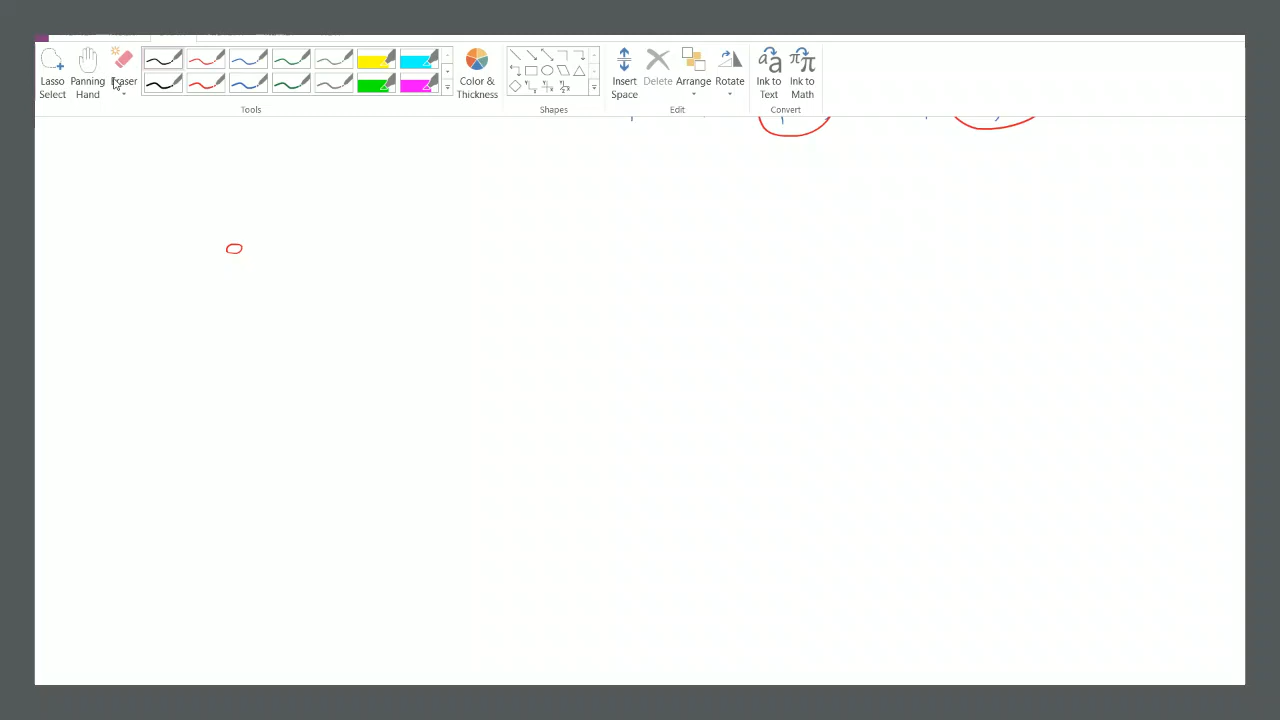 Lasso Select
Panning Hand
Eraser
Color & Thickness
Insert Space
Delete
Arrange
Rotate
Ink to Text
Ink to Math
Tools
Shapes
Edit
Convert